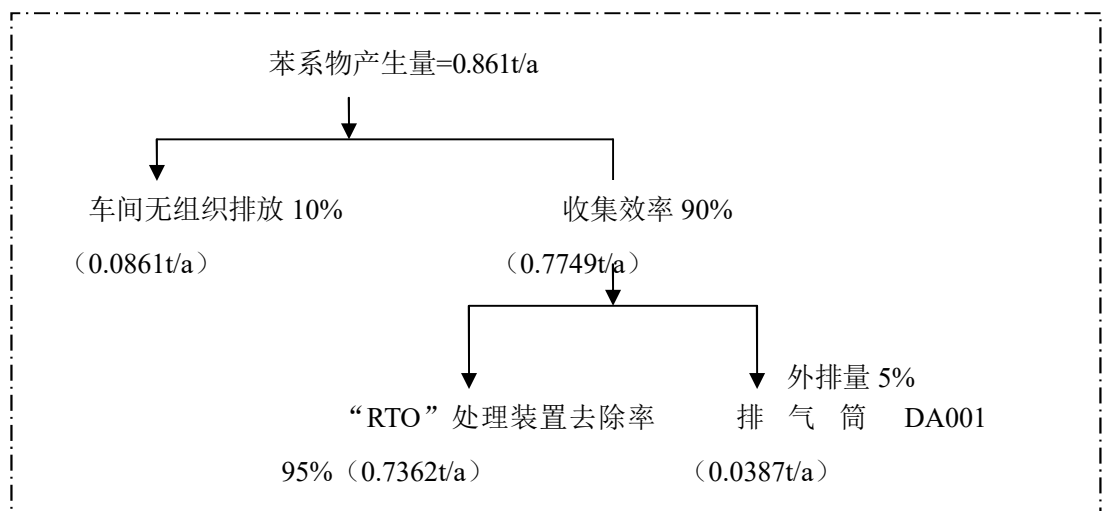 苯系物产生量=0.861t/a
车间无组织排放 10%
收集效率 90%
（0.0861t/a）
（0.7749t/a）
外排量 5%
“RTO”处理装置去除率
排 气 筒 DA001
95%（0.7362t/a）
（0.0387t/a）